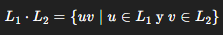 L₁ · L₂ = {uv | u ∈ L₁ y v ∈ L₂}